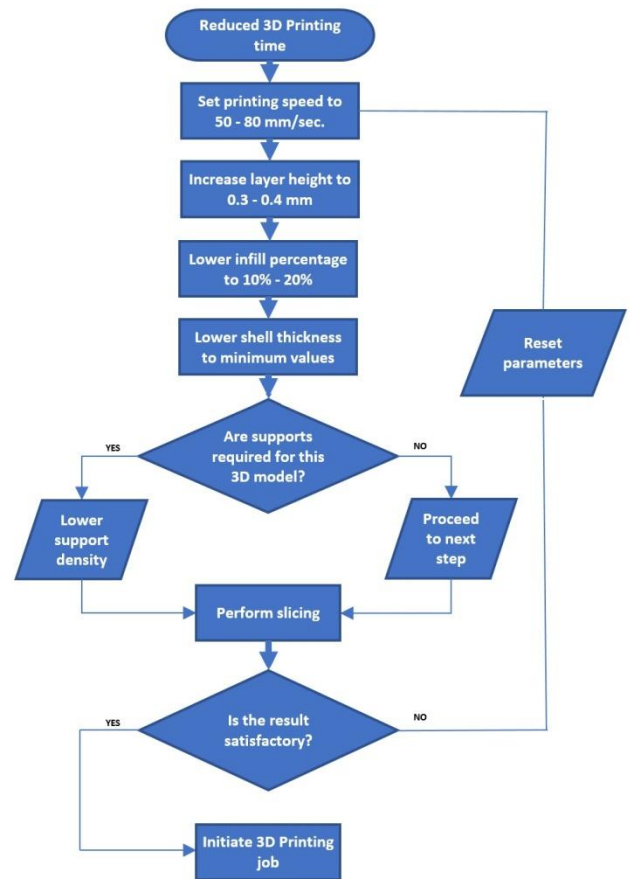 Reduced 3D Printing
time
Set printing speed to
50 - 80 mm/sec.
Increase layer height to
0.3 - 0.4 mm
Lower infill percentage
to 10% - 20%
Lower shell thickness
to minimum values
Reset
parameters
Are supports
required for this
3D model?
YES
NO
Lower
support
density
Proceed
to next
step
Perform slicing
Is the result
satisfactory?
YES
NO
Initiate 3D Printing
job